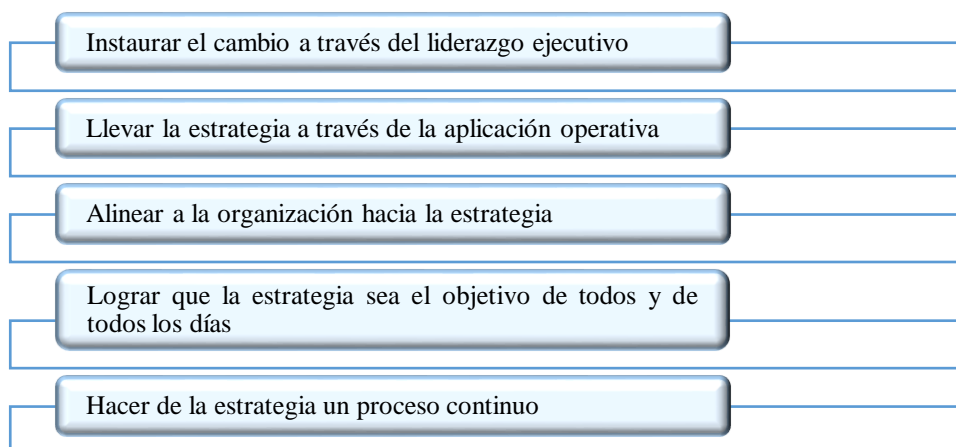 Instaurar el cambio a través del liderazgo ejecutivo
Llevar la estrategia a través de la aplicación operativa
Alinear a la organización hacia la estrategia
Lograr que la estrategia sea el objetivo de todos y de
todos los días
Hacer de la estrategia un proceso continuo